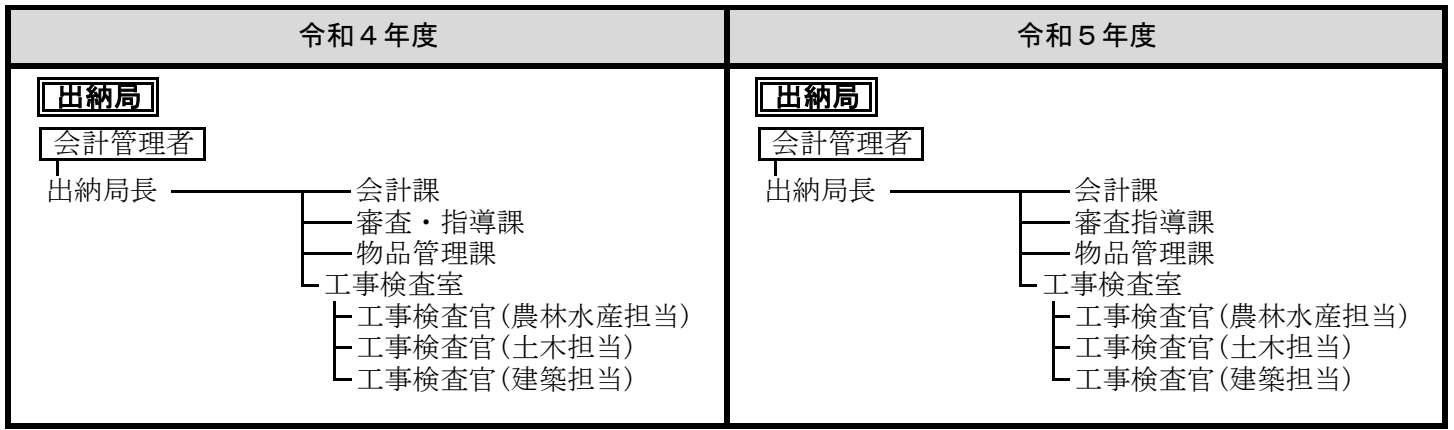 令和４年度
出納局
会計管理者
出納局長
会計課
審査・指導課
物品管理課
工事検査室
工事検査官(農林水産担当)
工事検査官(土木担当)
工事検査官(建築担当)
令和５年度
出納局
会計管理者
出納局長
会計課
審査指導課
物品管理課
工事検査室
工事検査官(農林水産担当)
工事検査官(土木担当)
工事検査官(建築担当)